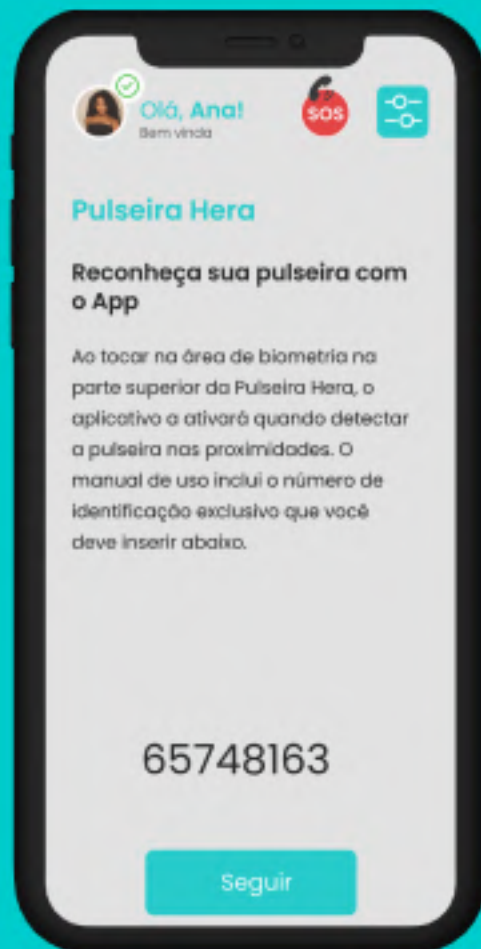 Olá, Ana!
Bem vinda
SOS
Pulseira Hera
Reconheça sua pulseira com
o App
Ao tocar na área de biometria na
parte superior da Pulseira Hera, o
aplicativo a ativará quando detectar
a pulseira nas proximidades. O
manual de uso inclui o número de
identificação exclusivo que você
deve inserir abaixo.
65748163
Seguir